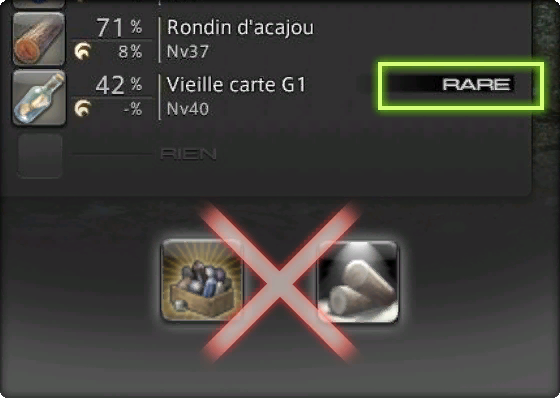 71 % Rondin d'acajou
8% Nv37
42 % Vieille carte G1 RARE
-% Nv40
RIEN